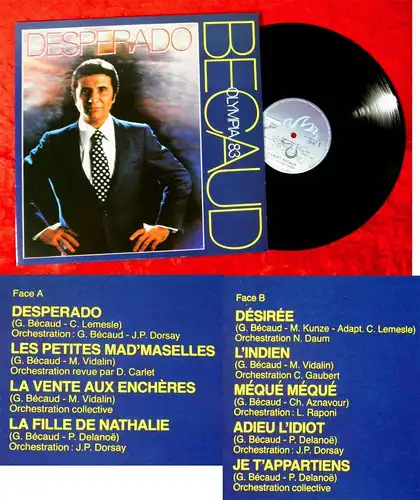 DESPERADO
BECAUD
OLYMPIA 83
Face A
DESPERADO
(G. Bécaud - C. Lemesle)
Orchestration : G. Bécaud - J.P. Dorsay
LES PETITES MAD'MASELLES
(G. Bécaud - M. Vidalin)
Orchestration revue par D. Carlet
LA VENTE AUX ENCHÈRES
(G. Bécaud - M. Vidalin)
Orchestration collective
LA FILLE DE NATHALIE
(G. Bécaud - P. Delanoë)
Orchestration : J.P. Dorsay
Face B
DÉSIRÉE
(G. Bécaud - M. Kunze - Adapt. C. Lemesle)
Orchestration N. Daum
L'INDIEN
(G. Bécaud - M. Vidalin)
Orchestration C. Gaubert
MÉQUÉ MÉQUÉ
(G. Bécaud - Ch. Aznavour)
Orchestration : L. Raponi
ADIEU L'IDIOT
(G. Bécaud - P. Delanoë)
Orchestration : J.P. Dorsay
JE T'APPARTIENS
(G. Bécaud - P. Delanoë)
Orchestration collective